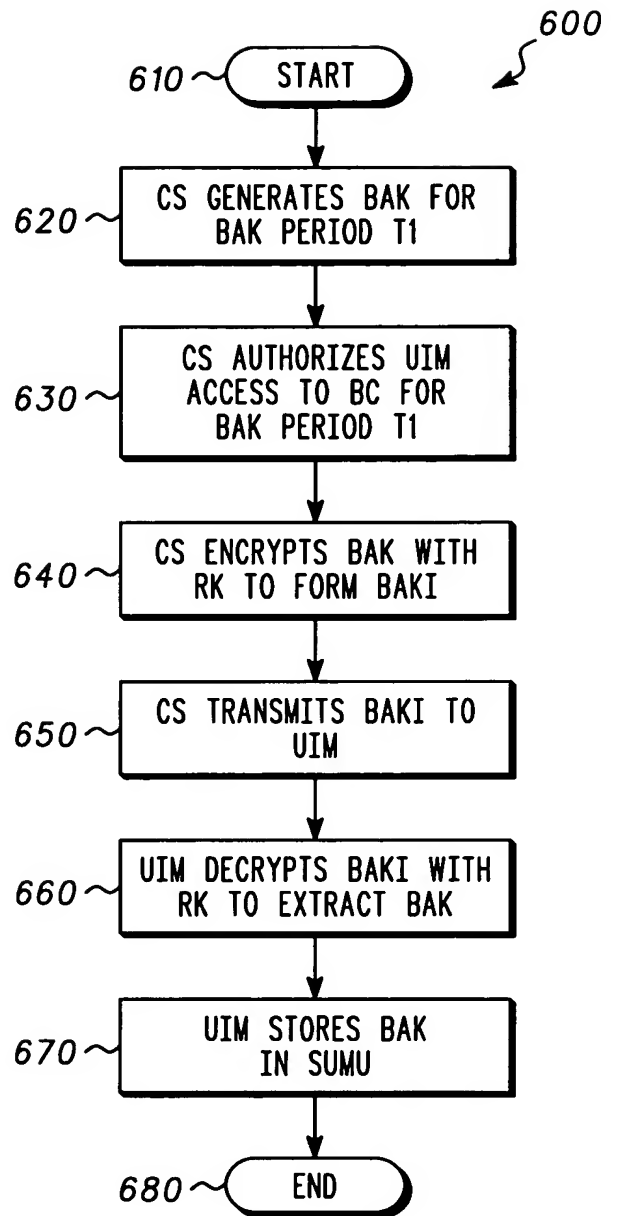 600
610
START
620
CS GENERATES BAK FOR
BAK PERIOD T1
630
CS AUTHORIZES UIM
ACCESS TO BC FOR
BAK PERIOD T1
640
CS ENCRYPTS BAK WITH
RK TO FORM BAKI
650
CS TRANSMITS BAKI TO
UIM
660
UIM DECRYPTS BAKI WITH
RK TO EXTRACT BAK
670
UIM STORES BAK
IN SUMU
680
END